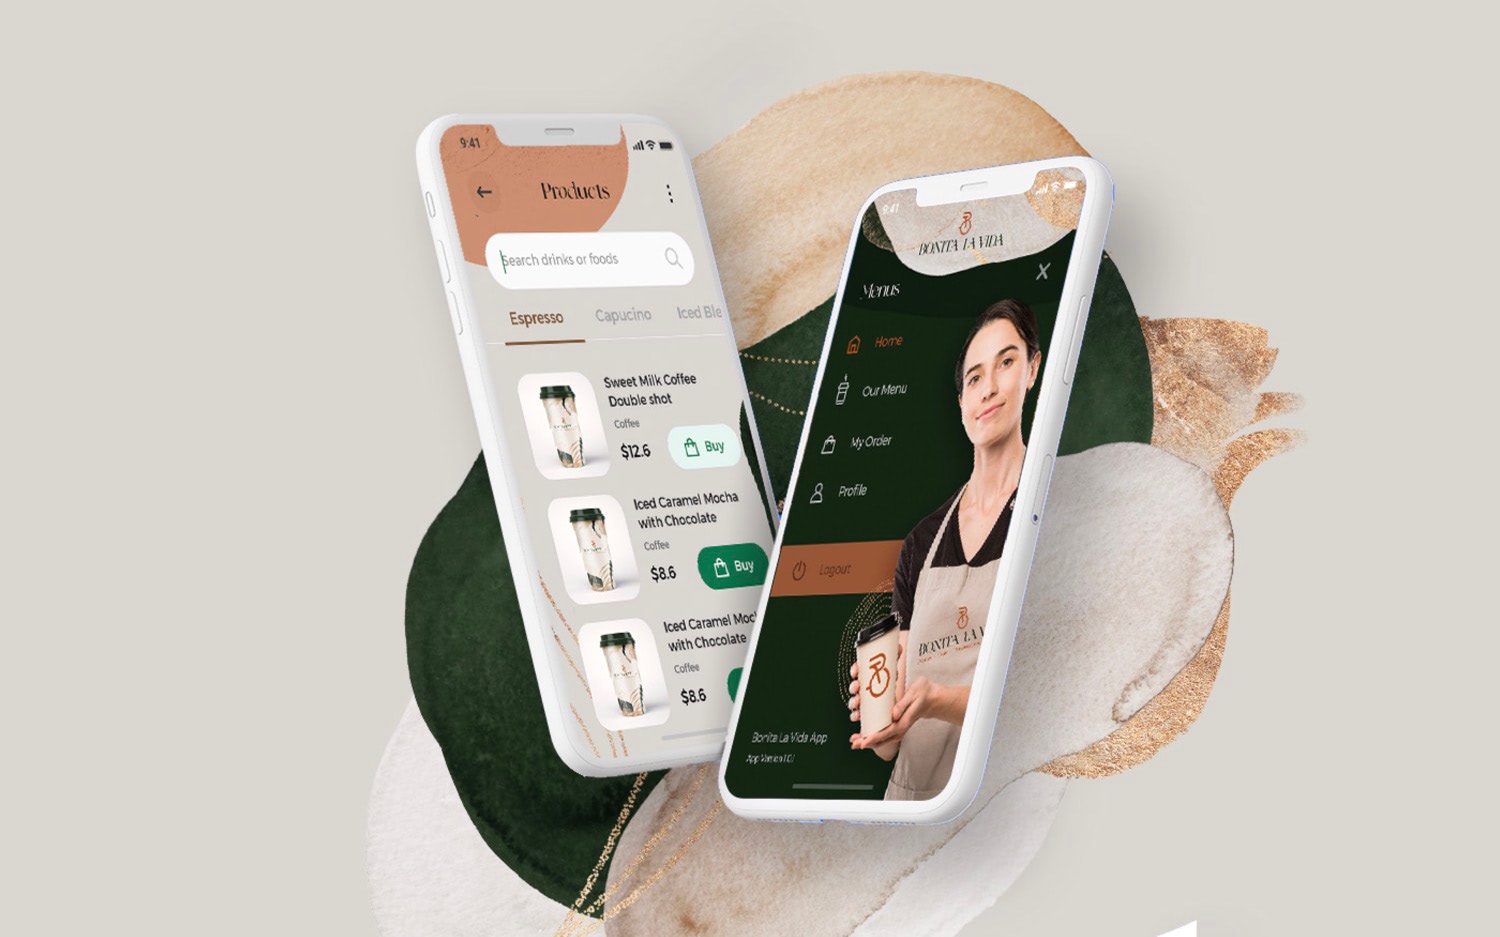 9:41
Products
Search drinks or foods
Espresso Capucino Iced Ble
Sweet Milk Coffee
Double shot
Coffee
$12.6
Buy
Iced Caramel Mocha
with Chocolate
Coffee
$8.6
Buy
Iced Caramel Moc
with Chocolate
Coffee
$8.6
9:41
BONITA LA VIDA
Menus
X
Home
Our Menu
My Order
Profile
Logout
BONITA LA V
Bonita La Vida App
App Version 1.0.1